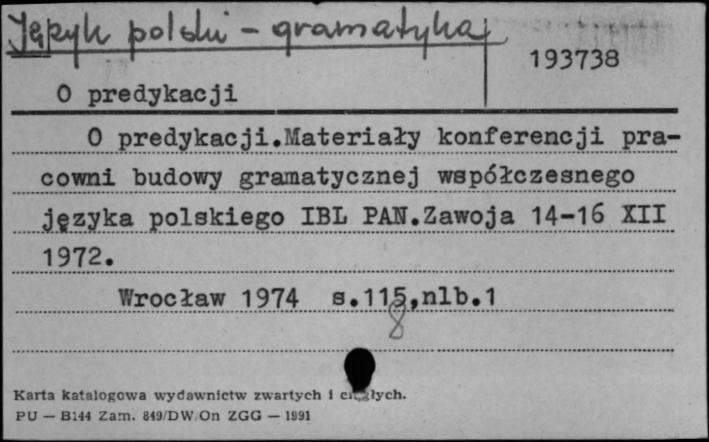 Język polski - gramatyka
193738
O predykacji
O predykacji.Materiały konferencji pra-
cowni budowy gramatycznej współczesnego
języka polskiego IBL PAN.Zawoja 14-16 XII
1972.
Wrocław 1974 s.115,nlb.1
8
Karta katalogowa wydawnictw zwartych i ciągłych.
PU — B144 Zam. 849/DW/On ZGG — 1991